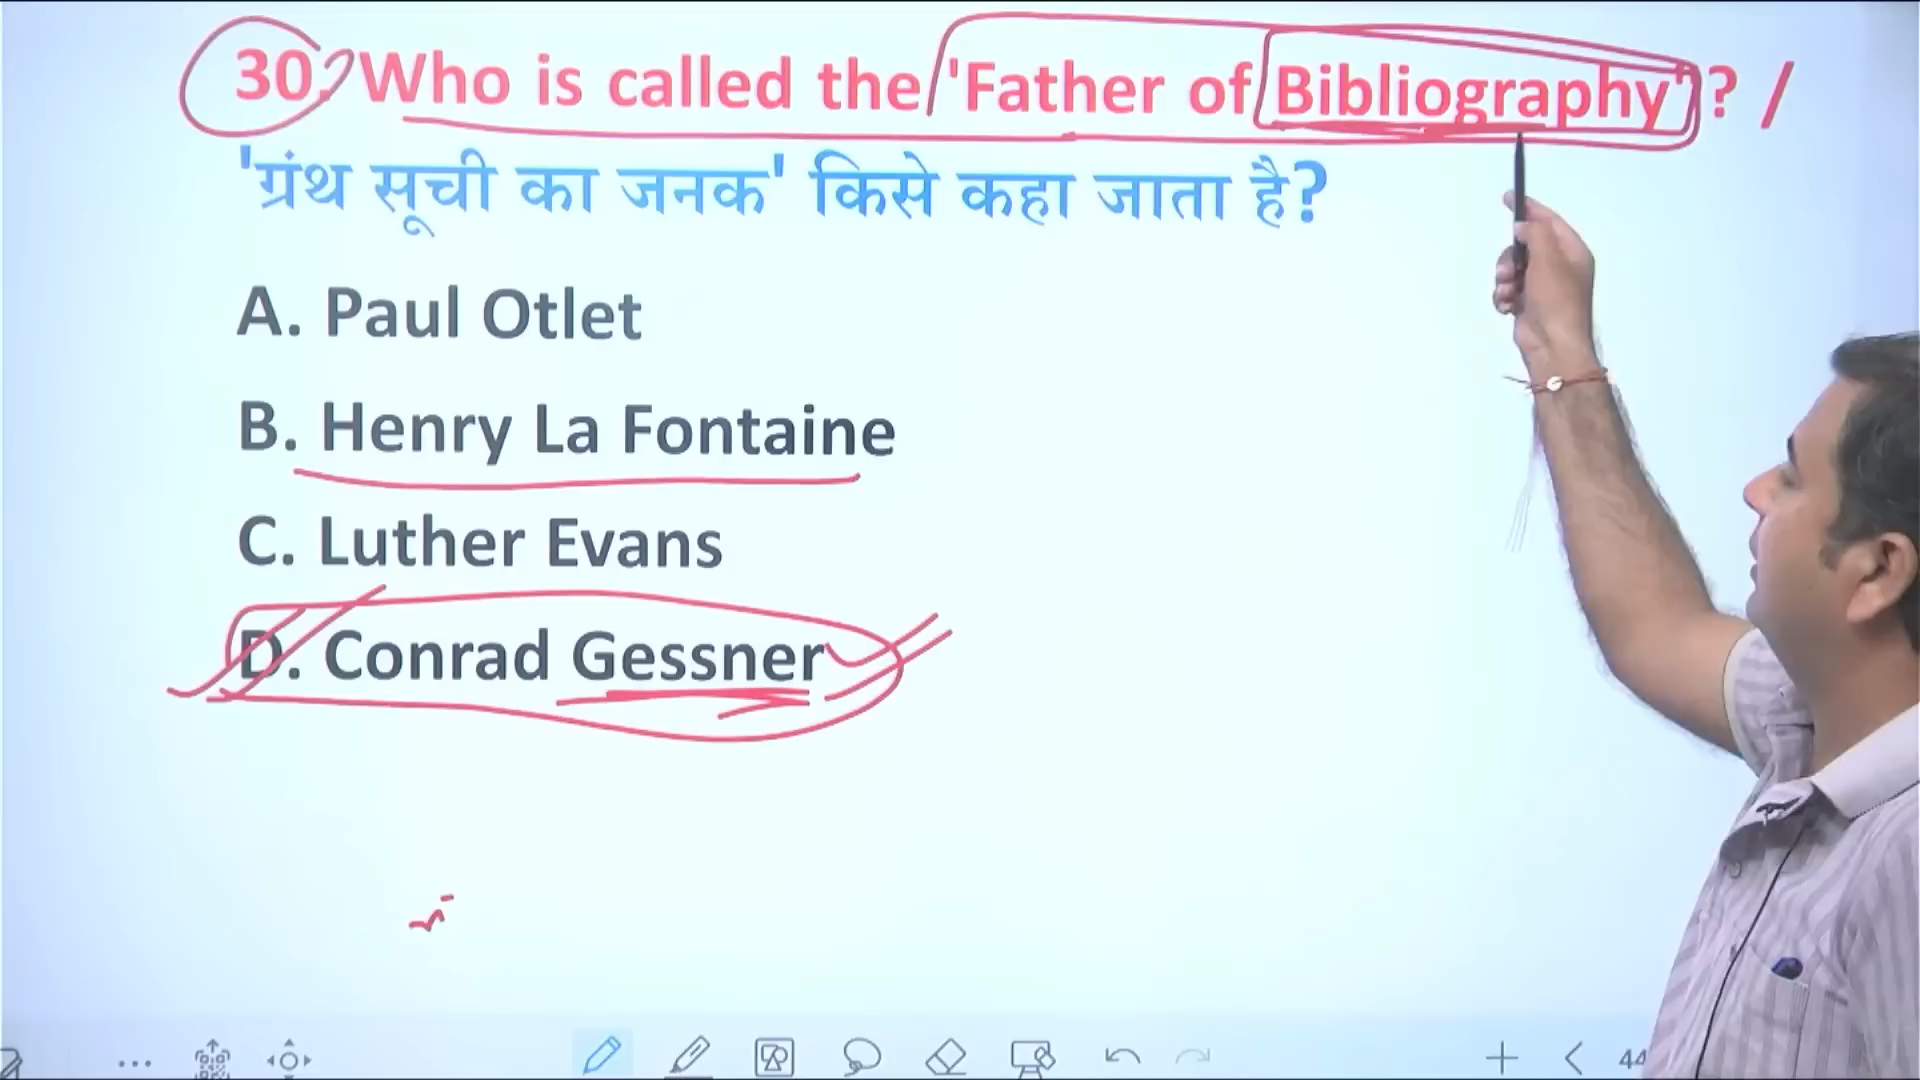 30. Who is called the 'Father of Bibliography'? /
'ग्रंथ सूची का जनक' किसे कहा जाता है?
A. Paul Otlet
B. Henry La Fontaine
C. Luther Evans
D. Conrad Gessner
44